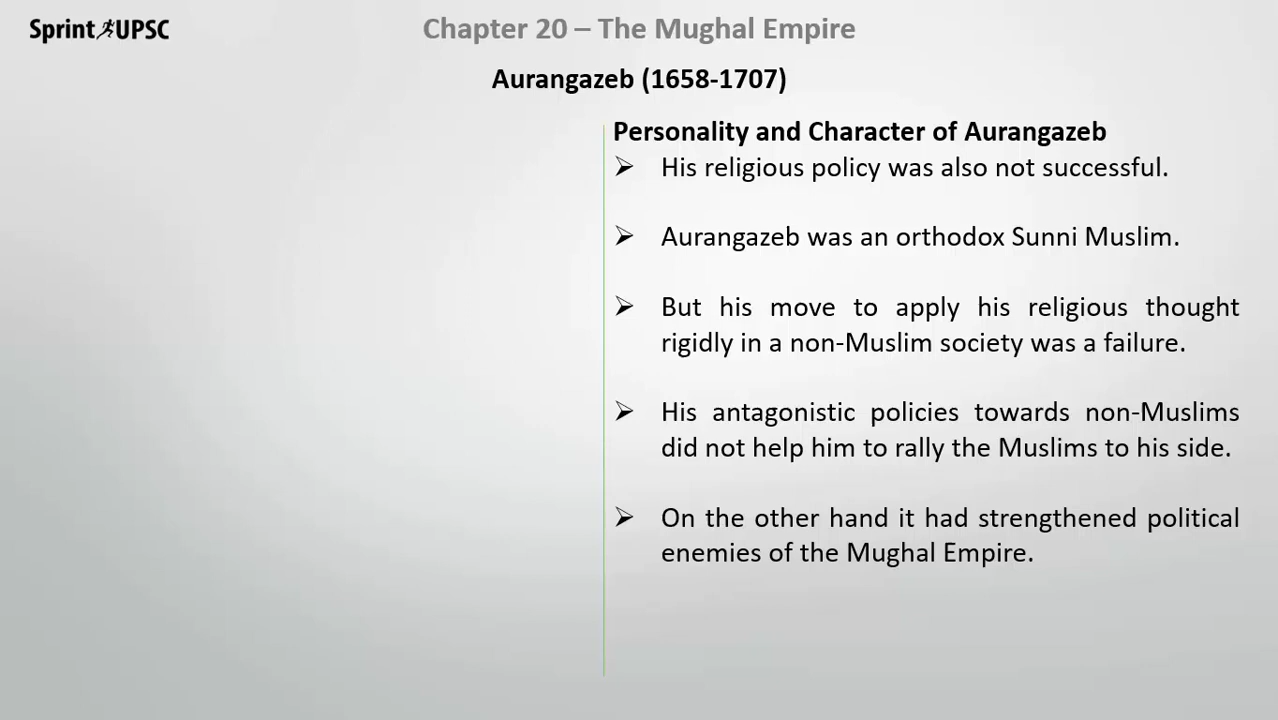 Sprint UPSC
Chapter 20 – The Mughal Empire
Aurangazeb (1658-1707)
Personality and Character of Aurangazeb
➢ His religious policy was also not successful.
➢ Aurangazeb was an orthodox Sunni Muslim.
➢ But his move to apply his religious thought
rigidly in a non-Muslim society was a failure.
➢ His antagonistic policies towards non-Muslims
did not help him to rally the Muslims to his side.
➢ On the other hand it had strengthened political
enemies of the Mughal Empire.